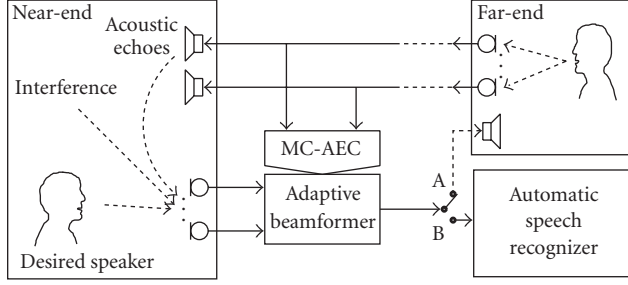 Near-end
Acoustic
echoes
Far-end
Interference
MC-AEC
Adaptive
beamformer
A
B
Automatic
speech
recognizer
Desired speaker